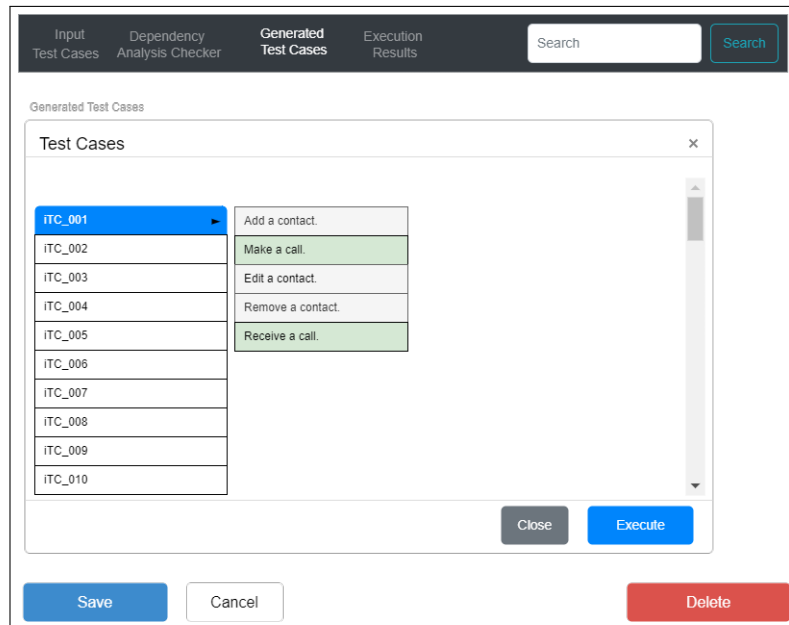 Input
Test Cases
Dependency
Analysis Checker
Generated
Test Cases
Execution
Results
Search
Search
Generated Test Cases
Test Cases
×
iTC_001
Add a contact.
iTC_002
Make a call.
iTC_003
Edit a contact.
iTC_004
Remove a contact.
iTC_005
Receive a call.
iTC_006
iTC_007
iTC_008
iTC_009
iTC_010
Close
Execute
Save
Cancel
Delete